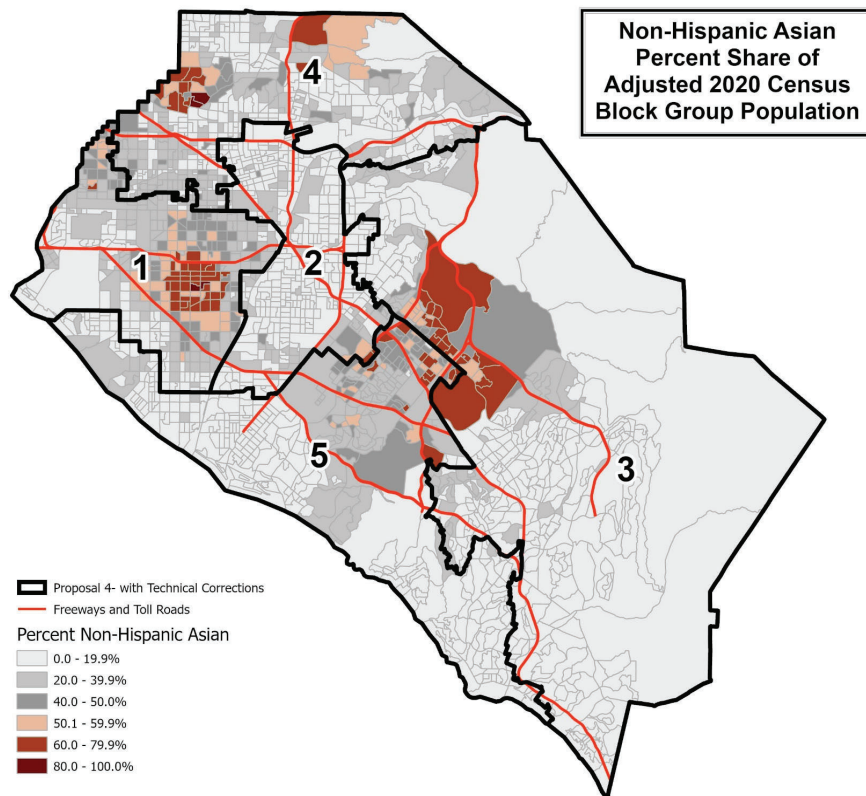 Non-Hispanic Asian
Percent Share of
Adjusted 2020 Census
Block Group Population
4
1
2
5
3
Proposal 4- with Technical Corrections
Freeways and Toll Roads
Percent Non-Hispanic Asian
0.0 - 19.9%
20.0 - 39.9%
40.0 - 50.0%
50.1 - 59.9%
60.0 - 79.9%
80.0 - 100.0%